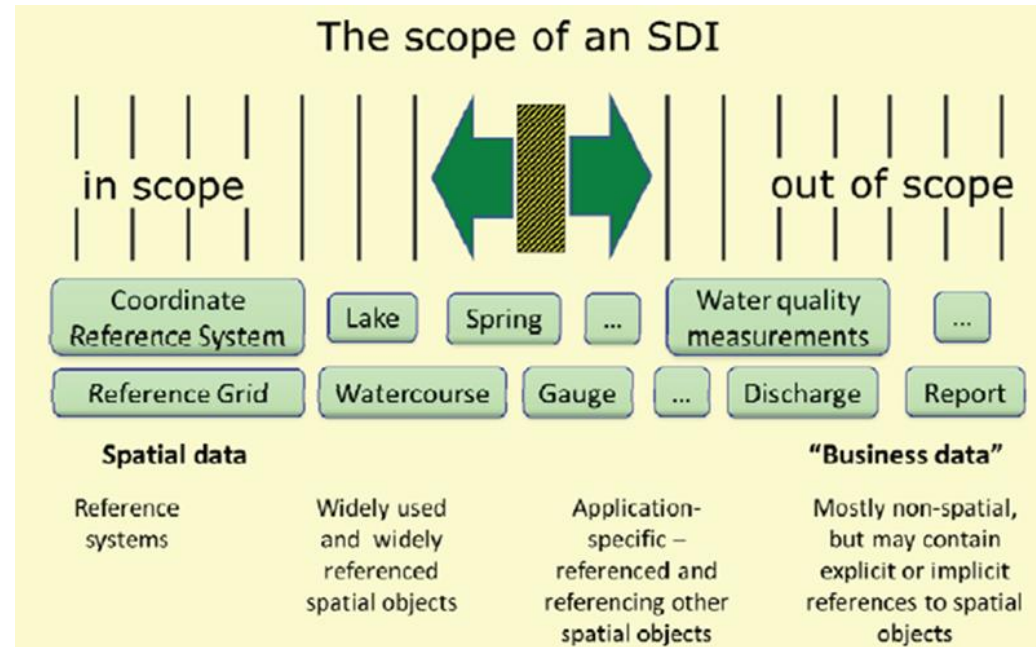 The scope of an SDI
in scope
out of scope
Coordinate
Reference System
Lake
Spring
...
Water quality
measurements
...
Reference Grid
Watercourse
Gauge
...
Discharge
Report
Spatial data
“Business data”
Reference
systems
Widely used
and widely
referenced
spatial objects
Application-
specific –
referenced and
referencing other
spatial objects
Mostly non-spatial,
but may contain
explicit or implicit
references to spatial
objects